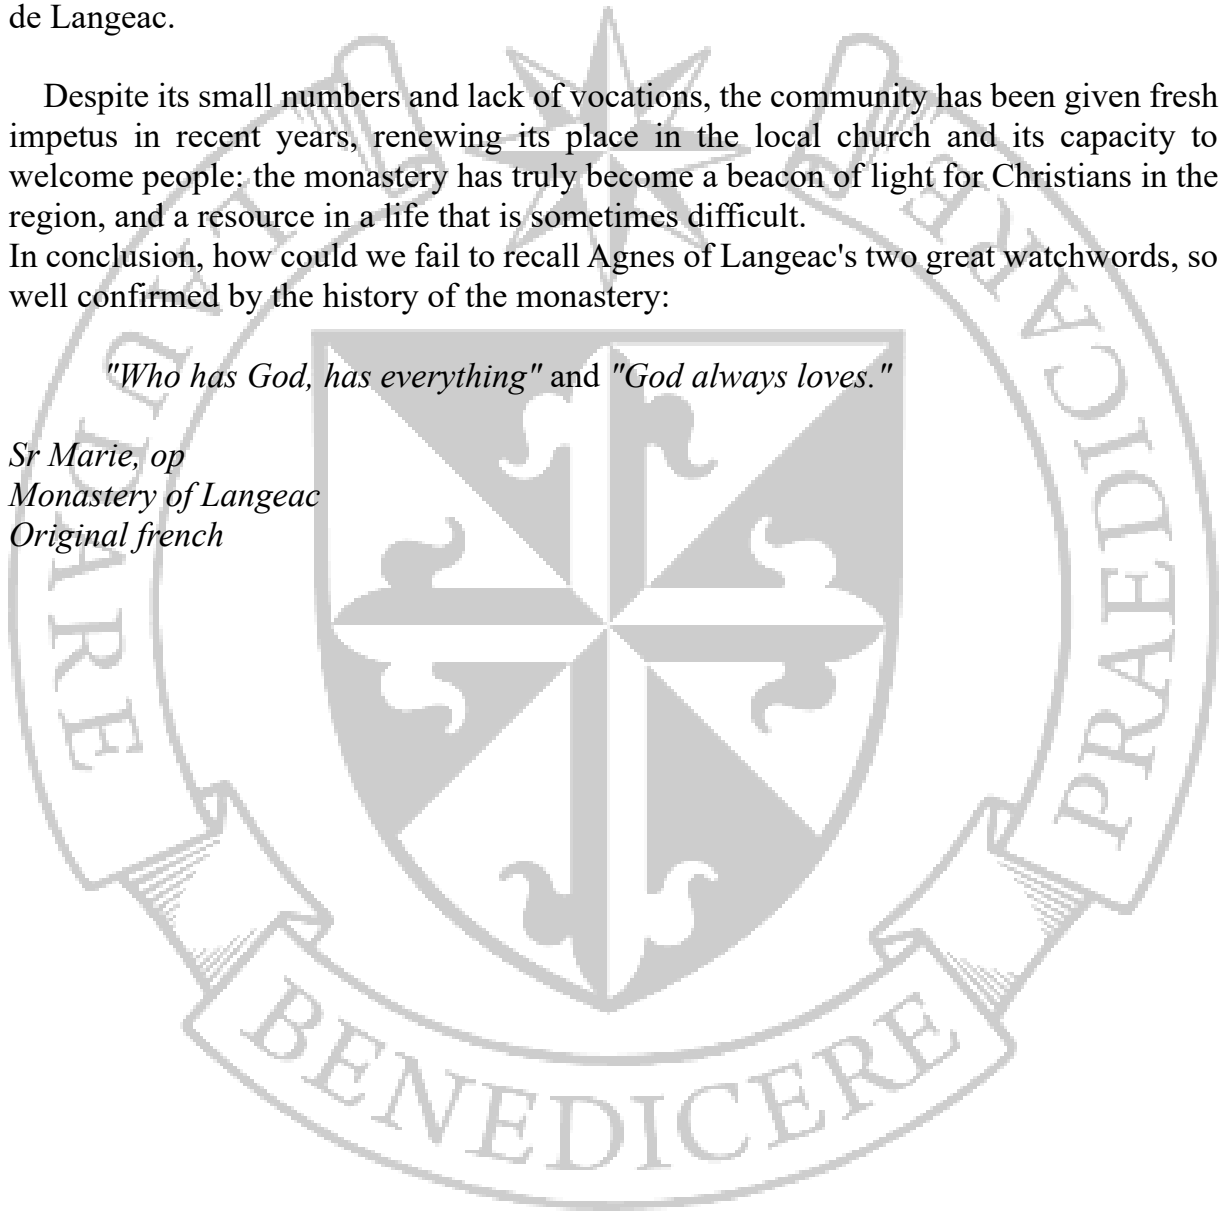 de Langeac.
Despite its small numbers and lack of vocations, the community has been given fresh
impetus in recent years, renewing its place in the local church and its capacity to
welcome people: the monastery has truly become a beacon of light for Christians in the
region, and a resource in a life that is sometimes difficult.
In conclusion, how could we fail to recall Agnes of Langeac's two great watchwords, so
well confirmed by the history of the monastery:
"Who has God, has everything" and "God always loves."
Sr Marie, op
Monastery of Langeac
Original french
LAUDARE
BENEDICERE
PRAEDICARE